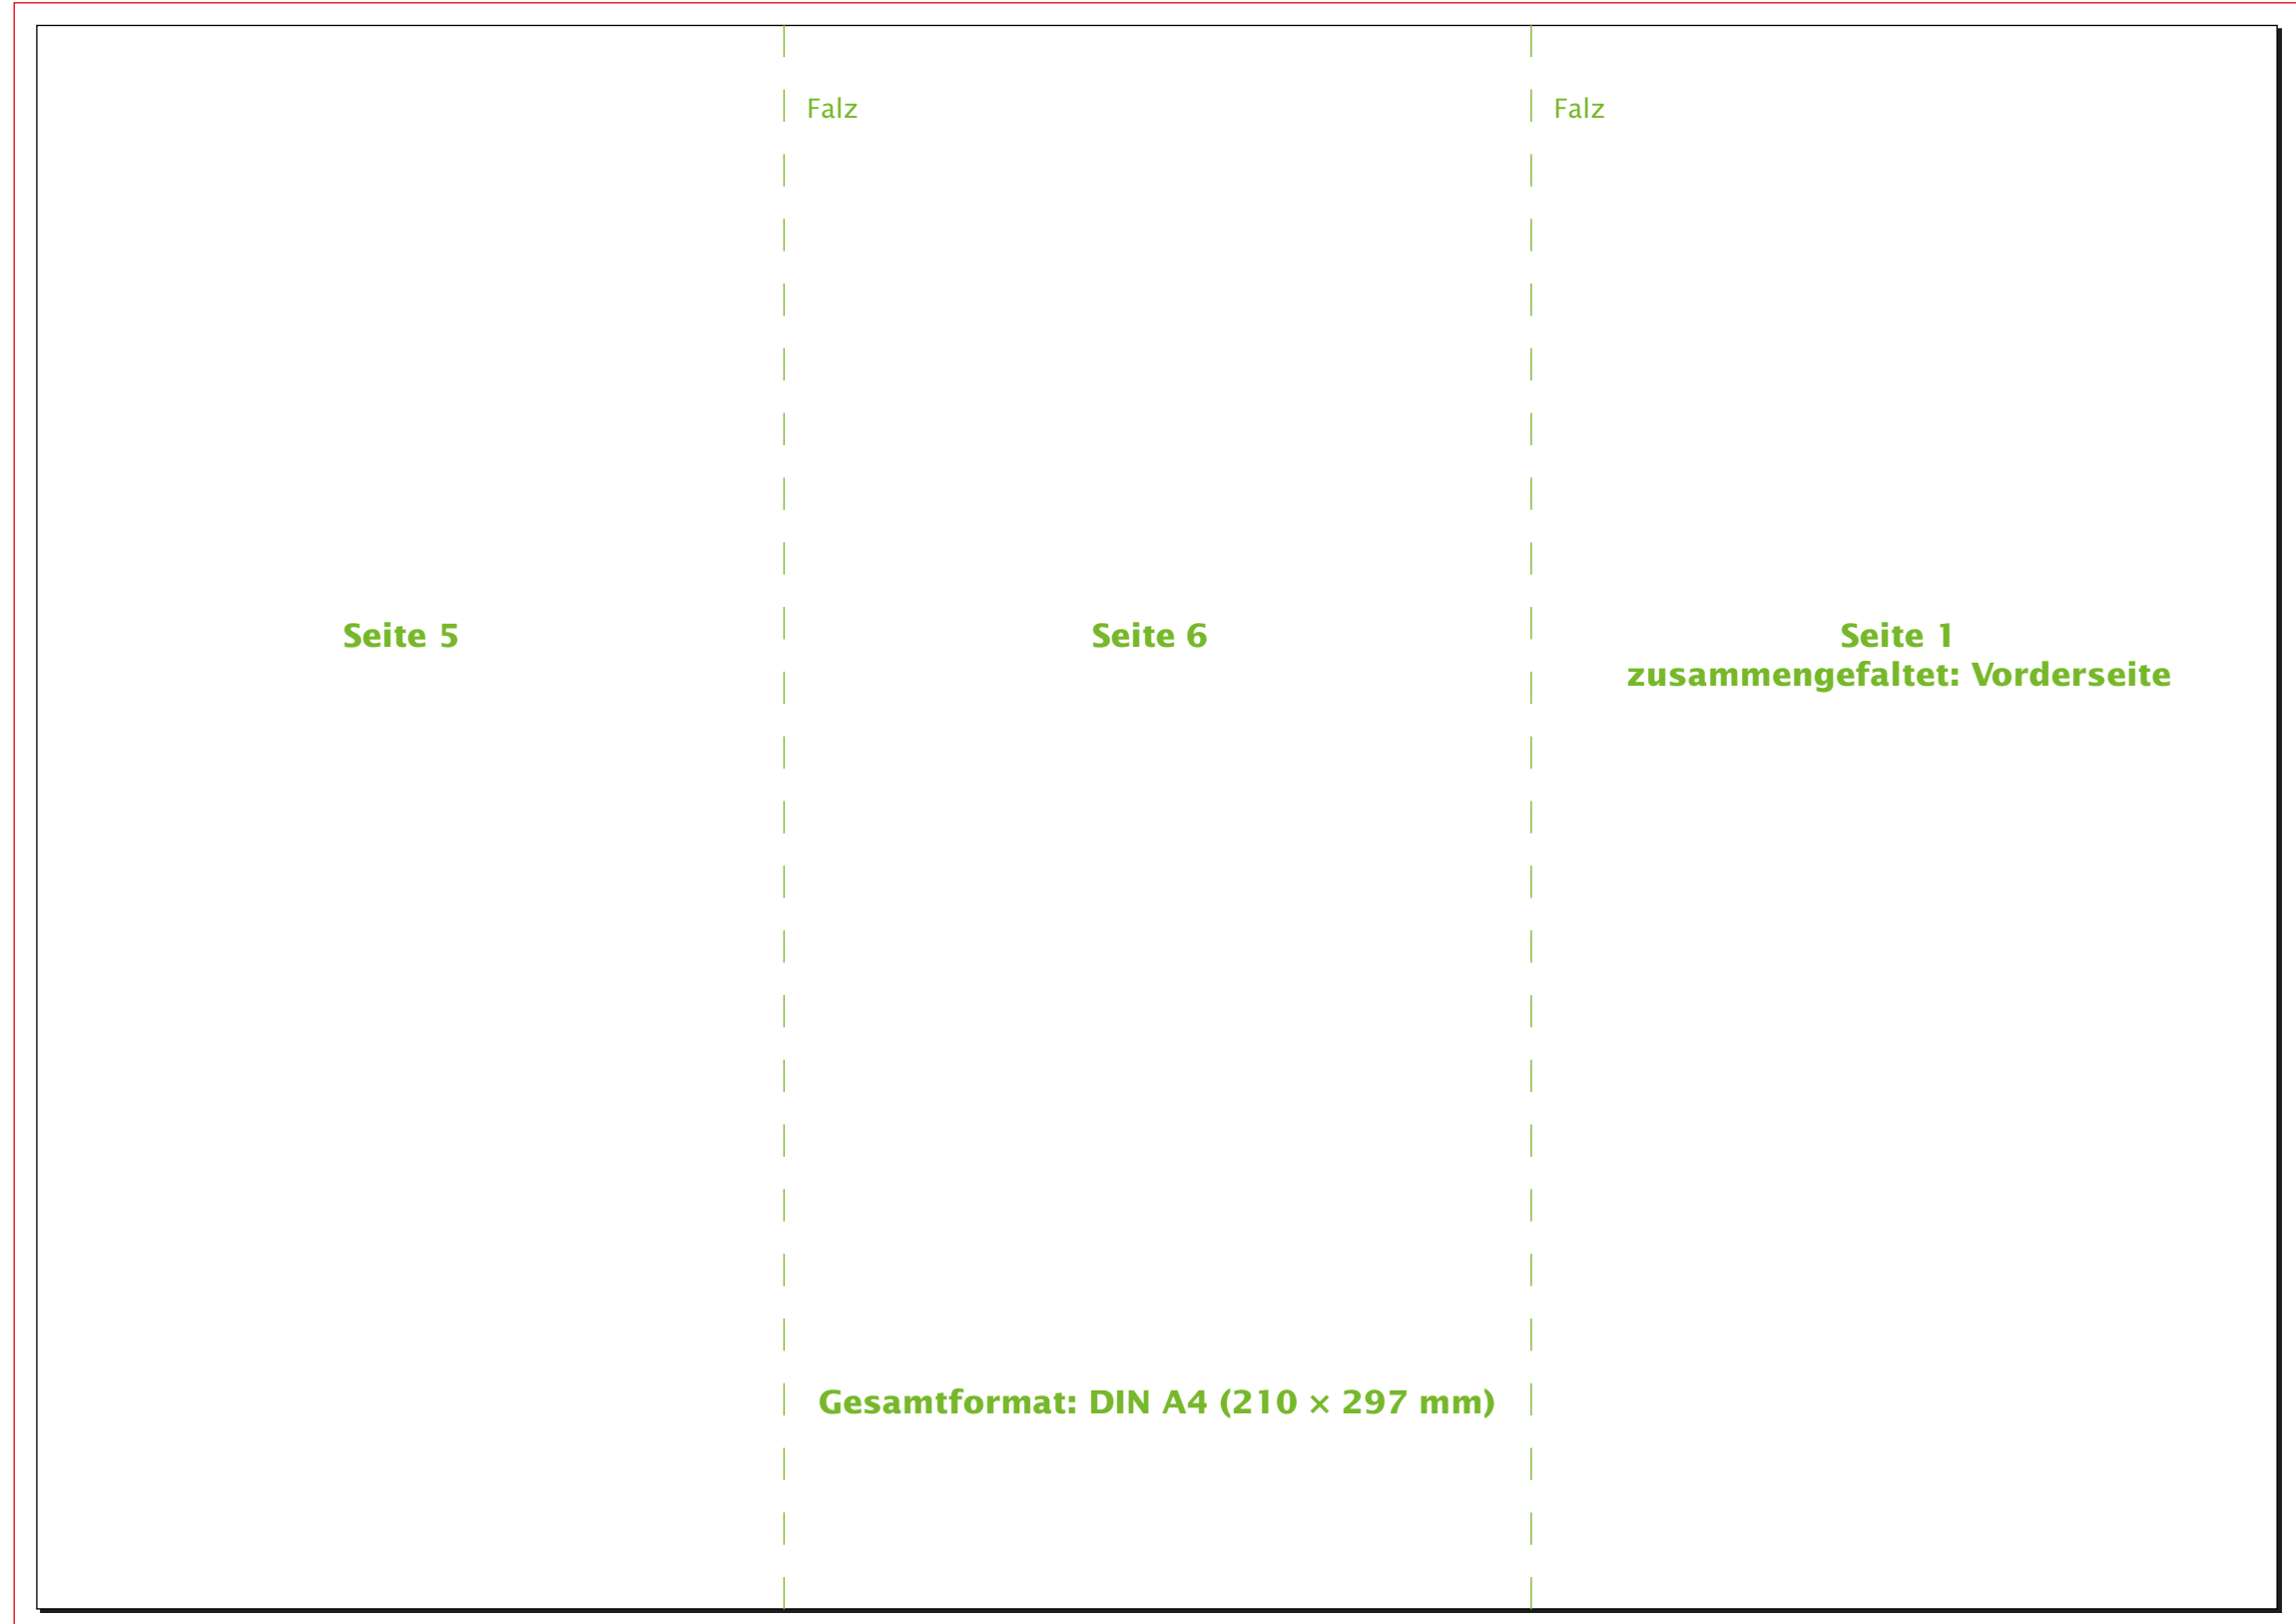 Falz
Falz
Seite 5
Seite 6
Seite 1
zusammengefaltet: Vorderseite
Gesamtformat: DIN A4 (210 × 297 mm)